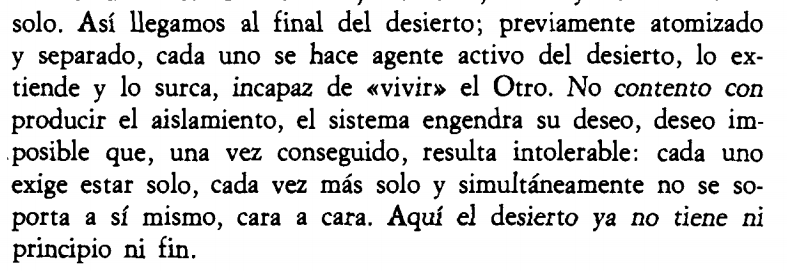 solo. Así llegamos al final del desierto; previamente atomizado
y separado, cada uno se hace agente activo del desierto, lo ex-
tiende y lo surca, incapaz de «vivir» el Otro. No contento con
producir el aislamiento, el sistema engendra su deseo, deseo im-
posible que, una vez conseguido, resulta intolerable: cada uno
exige estar solo, cada vez más solo y simultáneamente no se so-
porta a sí mismo, cara a cara. Aquí el desierto ya no tiene ni
principio ni fin.